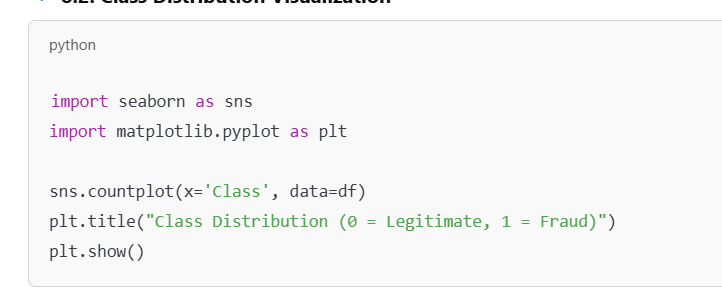 6.2. Class Distribution Visualization
python
import seaborn as sns
import matplotlib.pyplot as plt
sns.countplot(x='Class', data=df)
plt.title("Class Distribution (0 = Legitimate, 1 = Fraud)")
plt.show()